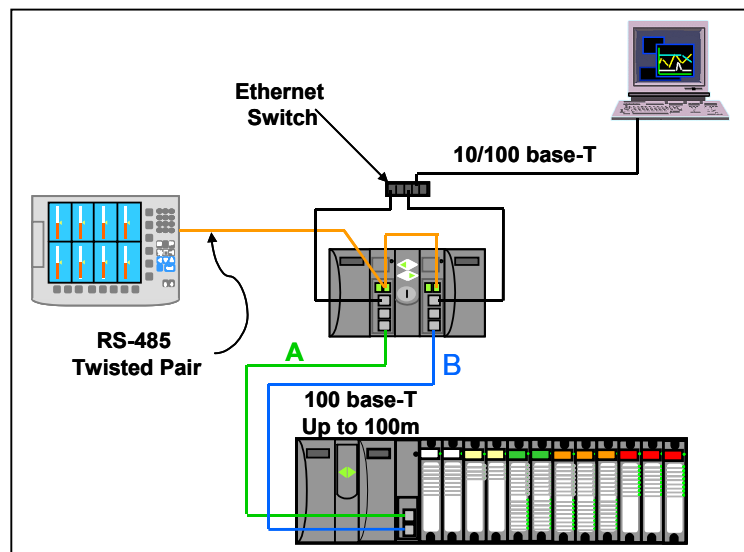 Ethernet
Switch
10/100 base-T
RS-485
Twisted Pair
A
B
100 base-T
Up to 100m